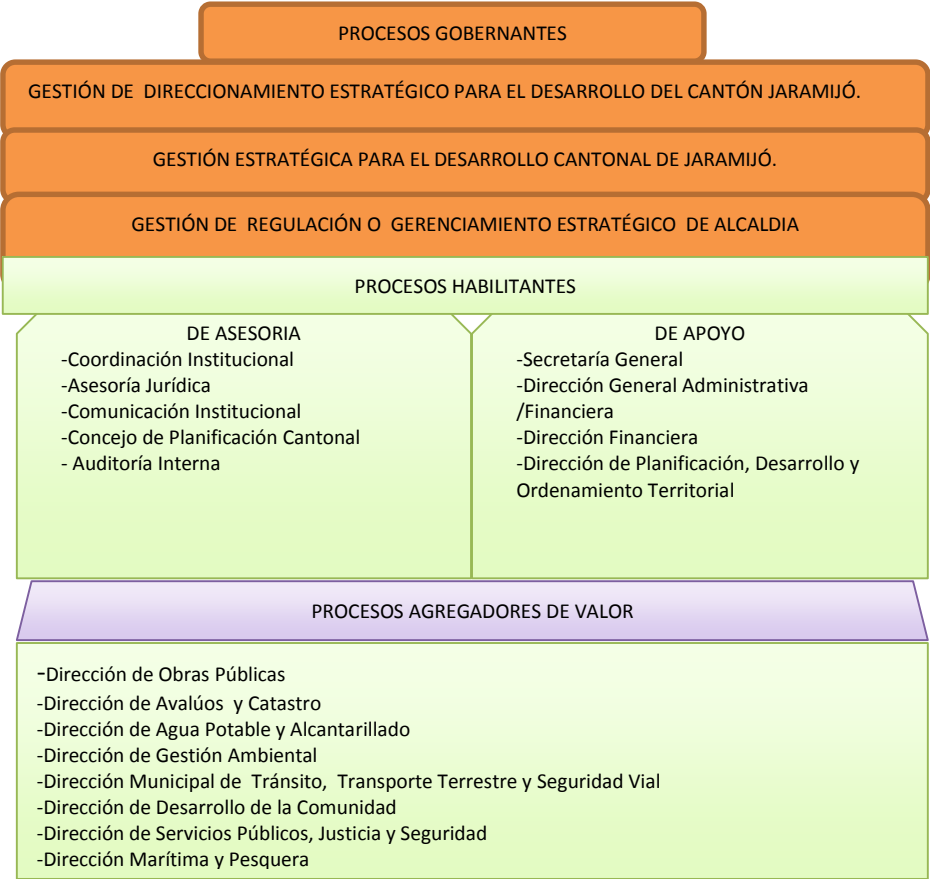 PROCESOS GOBERNANTES
GESTIÓN DE DIRECCIONAMIENTO ESTRATÉGICO PARA EL DESARROLLO DEL CANTÓN JARAMIJÓ.
GESTIÓN ESTRATÉGICA PARA EL DESARROLLO CANTONAL DE JARAMIJÓ.
GESTIÓN DE REGULACIÓN O GERENCIAMIENTO ESTRATÉGICO DE ALCALDIA
PROCESOS HABILITANTES
DE ASESORIA
-Coordinación Institucional
-Asesoría Jurídica
-Comunicación Institucional
-Concejo de Planificación Cantonal
- Auditoría Interna
DE APOYO
-Secretaría General
-Dirección General Administrativa
/Financiera
-Dirección Financiera
-Dirección de Planificación, Desarrollo y
Ordenamiento Territorial
PROCESOS AGREGADORES DE VALOR
-Dirección de Obras Públicas
-Dirección de Avalúos y Catastro
-Dirección de Agua Potable y Alcantarillado
-Dirección de Gestión Ambiental
-Dirección Municipal de Tránsito, Transporte Terrestre y Seguridad Vial
-Dirección de Desarrollo de la Comunidad
-Dirección de Servicios Públicos, Justicia y Seguridad
-Dirección Marítima y Pesquera